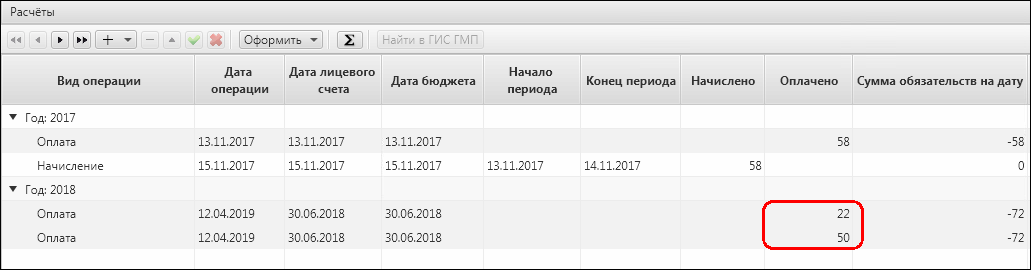 Расчёты
Оформить Σ Найти в ГИС ГМП
Вид операции Дата операции Дата лицевого счета Дата бюджета Начало периода Конец периода Начислено Оплачено Сумма обязательств на дату
Год: 2017
Оплата 13.11.2017 13.11.2017 13.11.2017 58 -58
Начисление 15.11.2017 15.11.2017 15.11.2017 13.11.2017 14.11.2017 58 0
Год: 2018
Оплата 12.04.2019 30.06.2018 30.06.2018 22 -72
Оплата 12.04.2019 30.06.2018 30.06.2018 50 -72